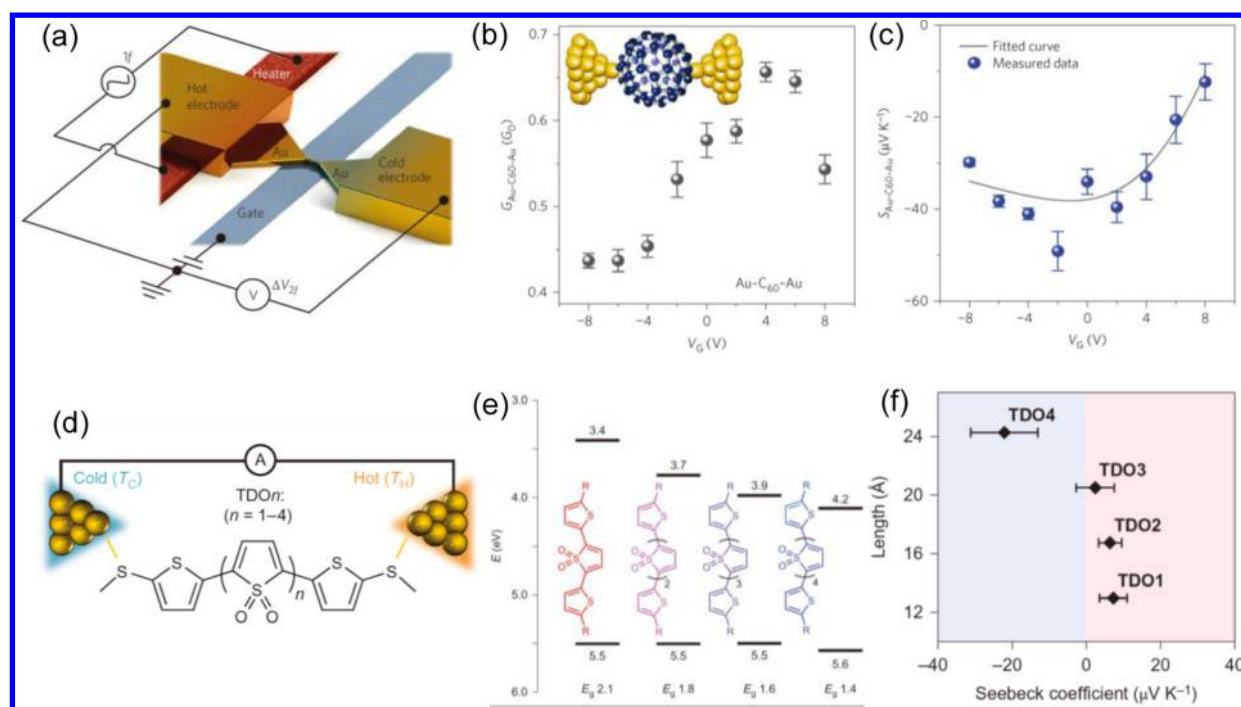 (a)
1f
Heater
Hot
electrode
Au
Au
Cold
electrode
Gate
V
ΔV2f
(b)
G Au-C60-Au (G0)
0.7
0.6
0.5
0.4
Au-C60-Au
−8 −4 0 4 8
VG (V)
(c)
S Au-C60-Au (μV K−1)
−20
−40
−60
Fitted curve
Measured data
−8 −4 0 4 8
VG (V)
(d)
A
Cold (TC)
Hot (TH)
TDOn:
(n = 1–4)
S S S S
n
O O
S
(e)
E (eV)
3.0
4.0
5.0
6.0
3.4
3.7
3.9
4.2
R R R R
S S S S
O=S O=S O=S O=S
O O O O
2 3 4
S S S S
R R R R
5.5 5.5 5.5 5.6
Eg 2.1 Eg 1.8 Eg 1.6 Eg 1.4
(f)
Length (Å)
24
20
16
12
TDO4
TDO3
TDO2
TDO1
−40 −20 0 20 40
Seebeck coefficient (μV K−1)